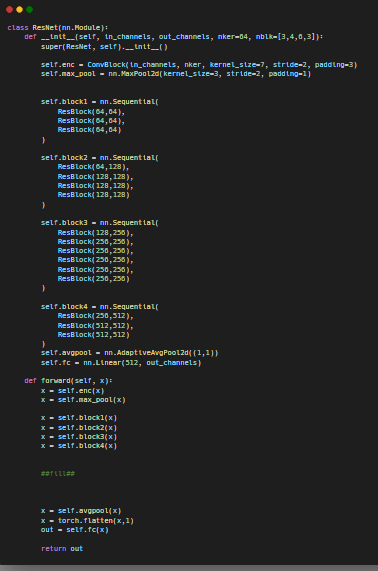 class ResNet(nn.Module):
    def __init__(self, in_channels, out_channels, nker=64, nblk=[3,4,6,3]):
        super(ResNet, self).__init__()

        self.enc = ConvBlock(in_channels, nker, kernel_size=7, stride=2, padding=3)
        self.max_pool = nn.MaxPool2d(kernel_size=3, stride=2, padding=1)

        self.block1 = nn.Sequential(
            ResBlock(64,64),
            ResBlock(64,64),
            ResBlock(64,64)
        )

        self.block2 = nn.Sequential(
            ResBlock(64,128),
            ResBlock(128,128),
            ResBlock(128,128),
            ResBlock(128,128)
        )

        self.block3 = nn.Sequential(
            ResBlock(128,256),
            ResBlock(256,256),
            ResBlock(256,256),
            ResBlock(256,256),
            ResBlock(256,256),
            ResBlock(256,256)
        )

        self.block4 = nn.Sequential(
            ResBlock(256,512),
            ResBlock(512,512),
            ResBlock(512,512)
        )
        self.avgpool = nn.AdaptiveAvgPool2d((1,1))
        self.fc = nn.Linear(512, out_channels)

    def forward(self, x):
        x = self.enc(x)
        x = self.max_pool(x)

        x = self.block1(x)
        x = self.block2(x)
        x = self.block3(x)
        x = self.block4(x)

        ##fill##

        x = self.avgpool(x)
        x = torch.flatten(x,1)
        out = self.fc(x)

        return out